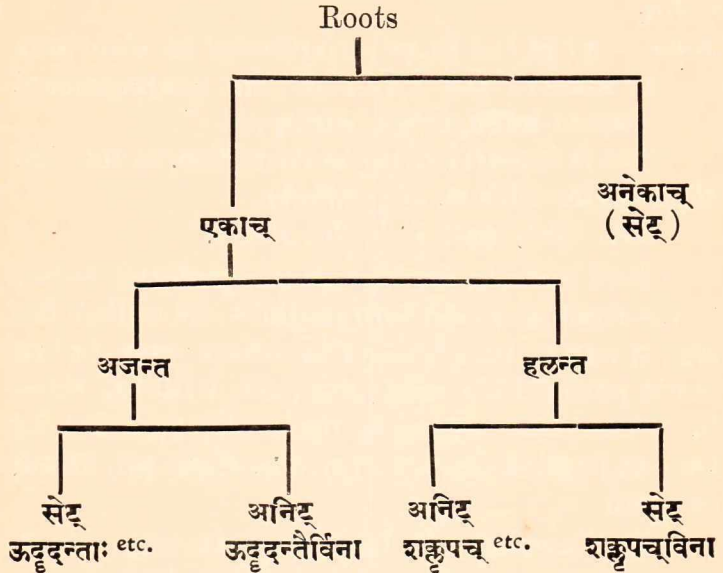 Roots
अनेकाच्
( सेट् )
एकाच्
अजन्त
हलन्त
सेट्
ऊदॄदन्ताः etc.
अनिट्
ऊदॄदन्तैर्विना
अनिट्
शक्लृपच् etc.
सेट्
शक्लृपच्‌विना